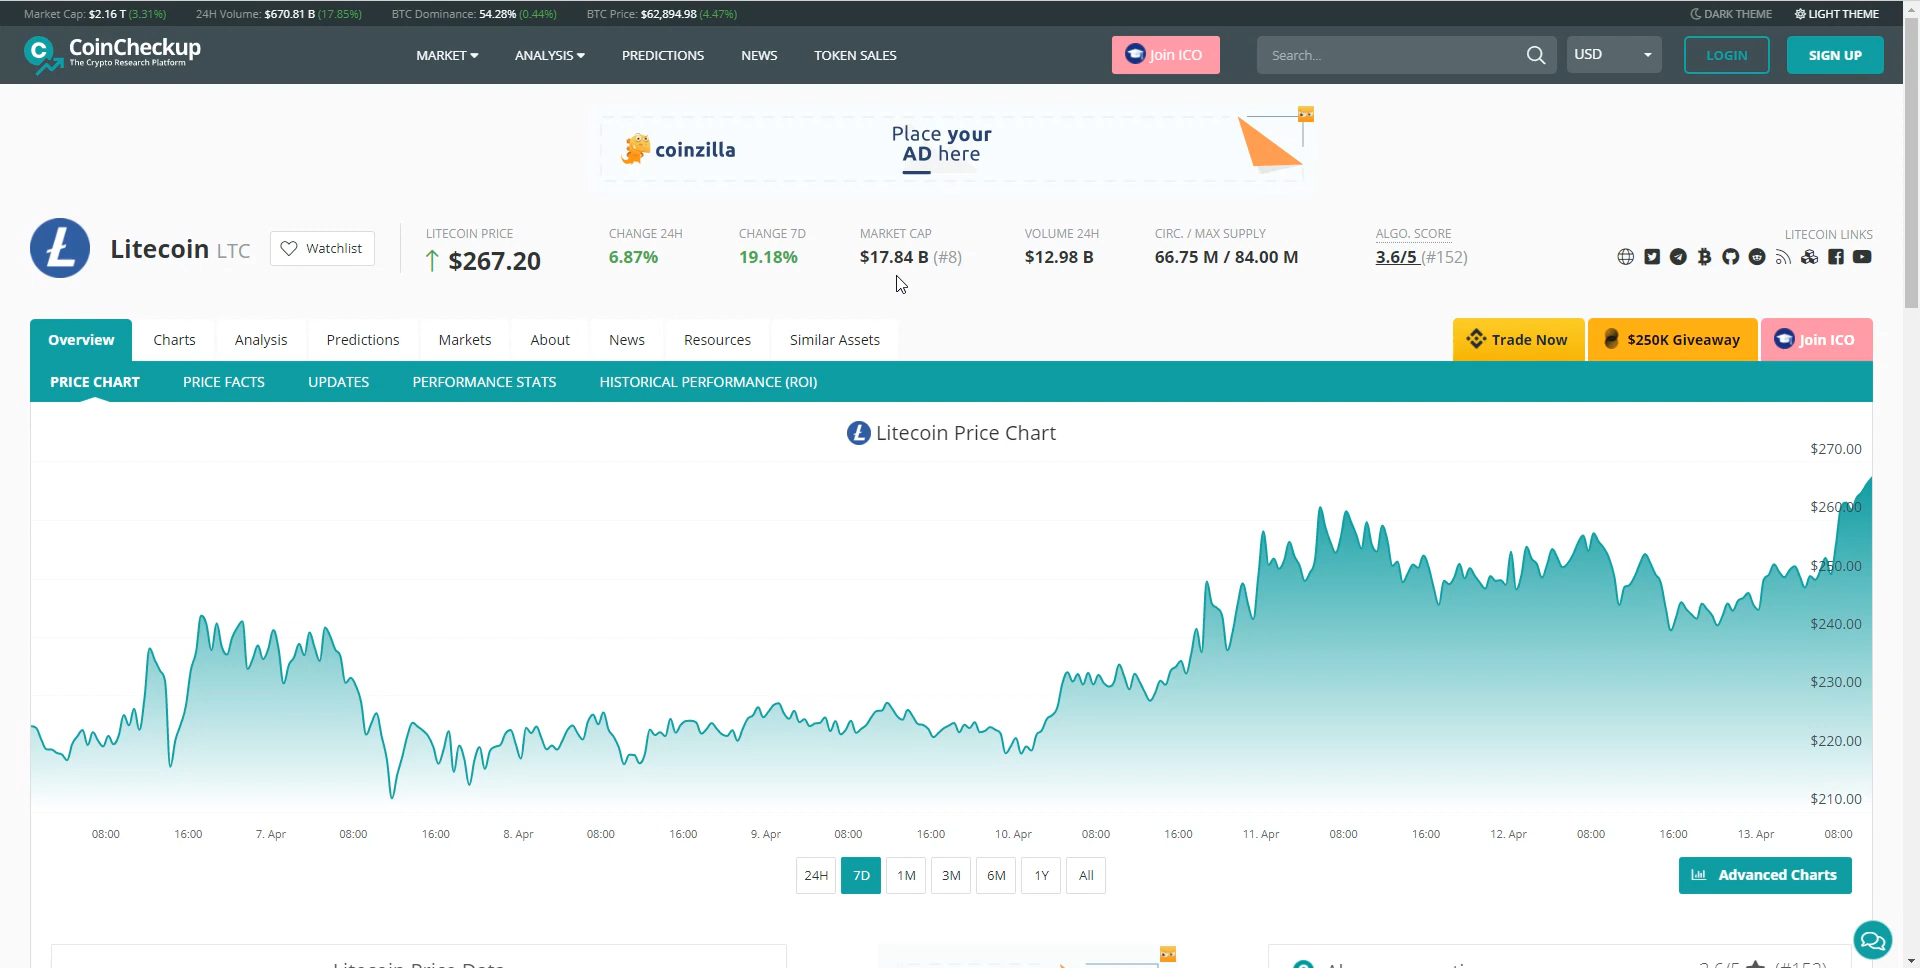 Market Cap: $2.16 T (3.31%) 24H Volume: $670.81 B (17.85%) BTC Dominance: 54.28% (0.44%) BTC Price: $62,894.98 (4.47%) DARK THEME LIGHT THEME
CoinCheckup
The Crypto Research Platform
MARKET ANALYSIS PREDICTIONS NEWS TOKEN SALES Join ICO Search... USD LOGIN SIGN UP
coinzilla
Place your
AD here
Litecoin LTC Watchlist
LITECOIN PRICE CHANGE 24H CHANGE 7D MARKET CAP VOLUME 24H CIRC. / MAX SUPPLY ALGO. SCORE LITECOIN LINKS
$267.20 6.87% 19.18% $17.84 B (#8) $12.98 B 66.75 M / 84.00 M 3.6/5 (#152)
Overview Charts Analysis Predictions Markets About News Resources Similar Assets Trade Now $250K Giveaway Join ICO
PRICE CHART PRICE FACTS UPDATES PERFORMANCE STATS HISTORICAL PERFORMANCE (ROI)
Litecoin Price Chart
$270.00
$260.00
$250.00
$240.00
$230.00
$220.00
$210.00
08:00 16:00 7. Apr 08:00 16:00 8. Apr 08:00 16:00 9. Apr 08:00 16:00 10. Apr 08:00 16:00 11. Apr 08:00 16:00 12. Apr 08:00 16:00 13. Apr 08:00
24H 7D 1M 3M 6M 1Y All
Advanced Charts